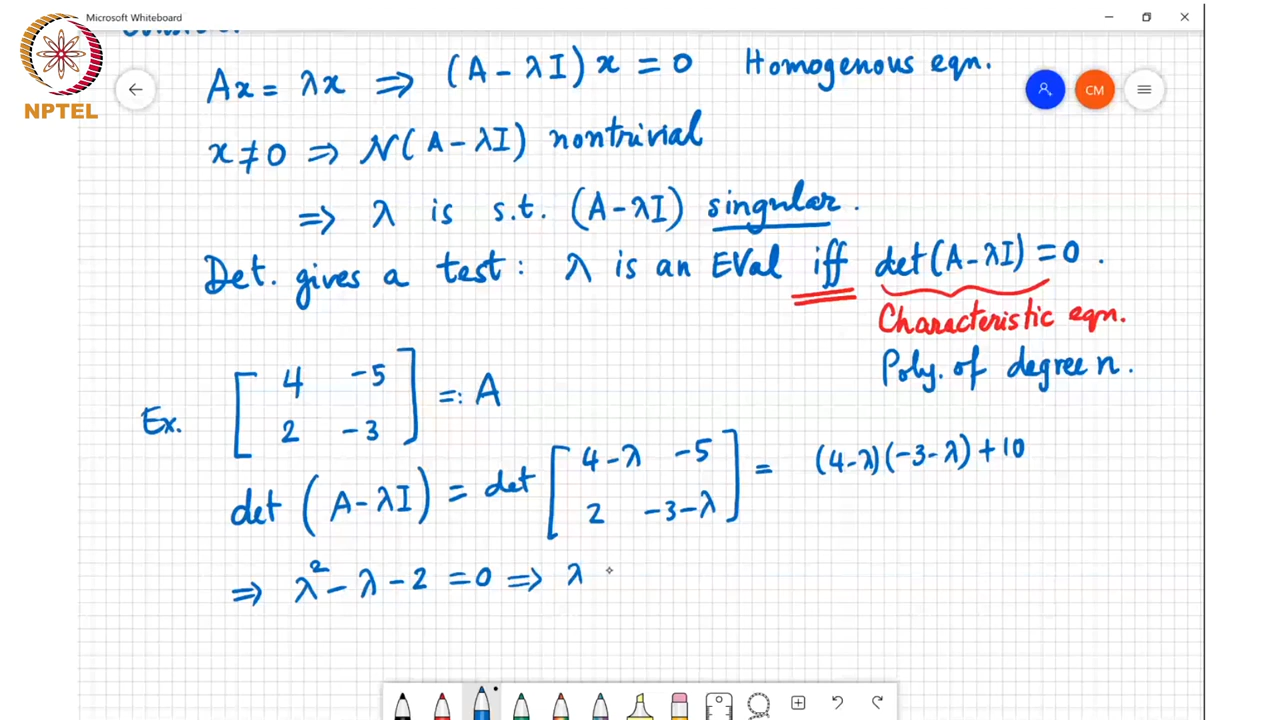 Microsoft Whiteboard
NPTEL
CM
Ax = λx ⟹ (A - λI) x = 0 Homogenous eqn.
x ≠ 0 ⟹ N(A - λI) nontrivial
⟹ λ is s.t. (A - λI) singular.
Det. gives a test: λ is an EVal iff det(A - λI) = 0.
Characteristic eqn.
Poly. of degree n.
Ex. [4 -5
2 -3] =: A
det (A - λI) = det [4-λ -5
2 -3-λ] = (4-λ)(-3-λ) + 10
⟹ λ² - λ - 2 = 0 ⟹ λ